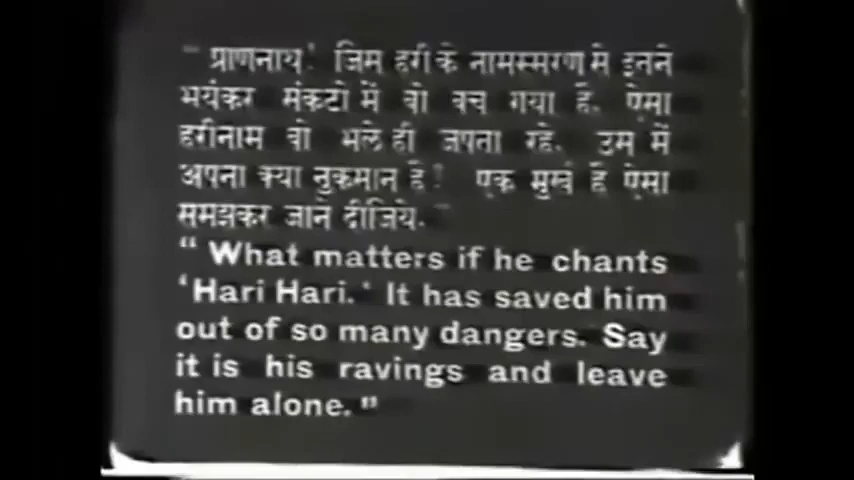 " प्राणनाथ! जिस हरी के नामस्मरण से इतने
भयंकर संकटो में वो बच गया है. ऐसा
हरीनाम वो भले ही जपता रहे. उस में
अपना क्या नुकसान है! एक मुर्ख है ऐसा
समझकर जाने दीजिये. "
" What matters if he chants
'Hari Hari.' It has saved him
out of so many dangers. Say
it is his ravings and leave
him alone. "